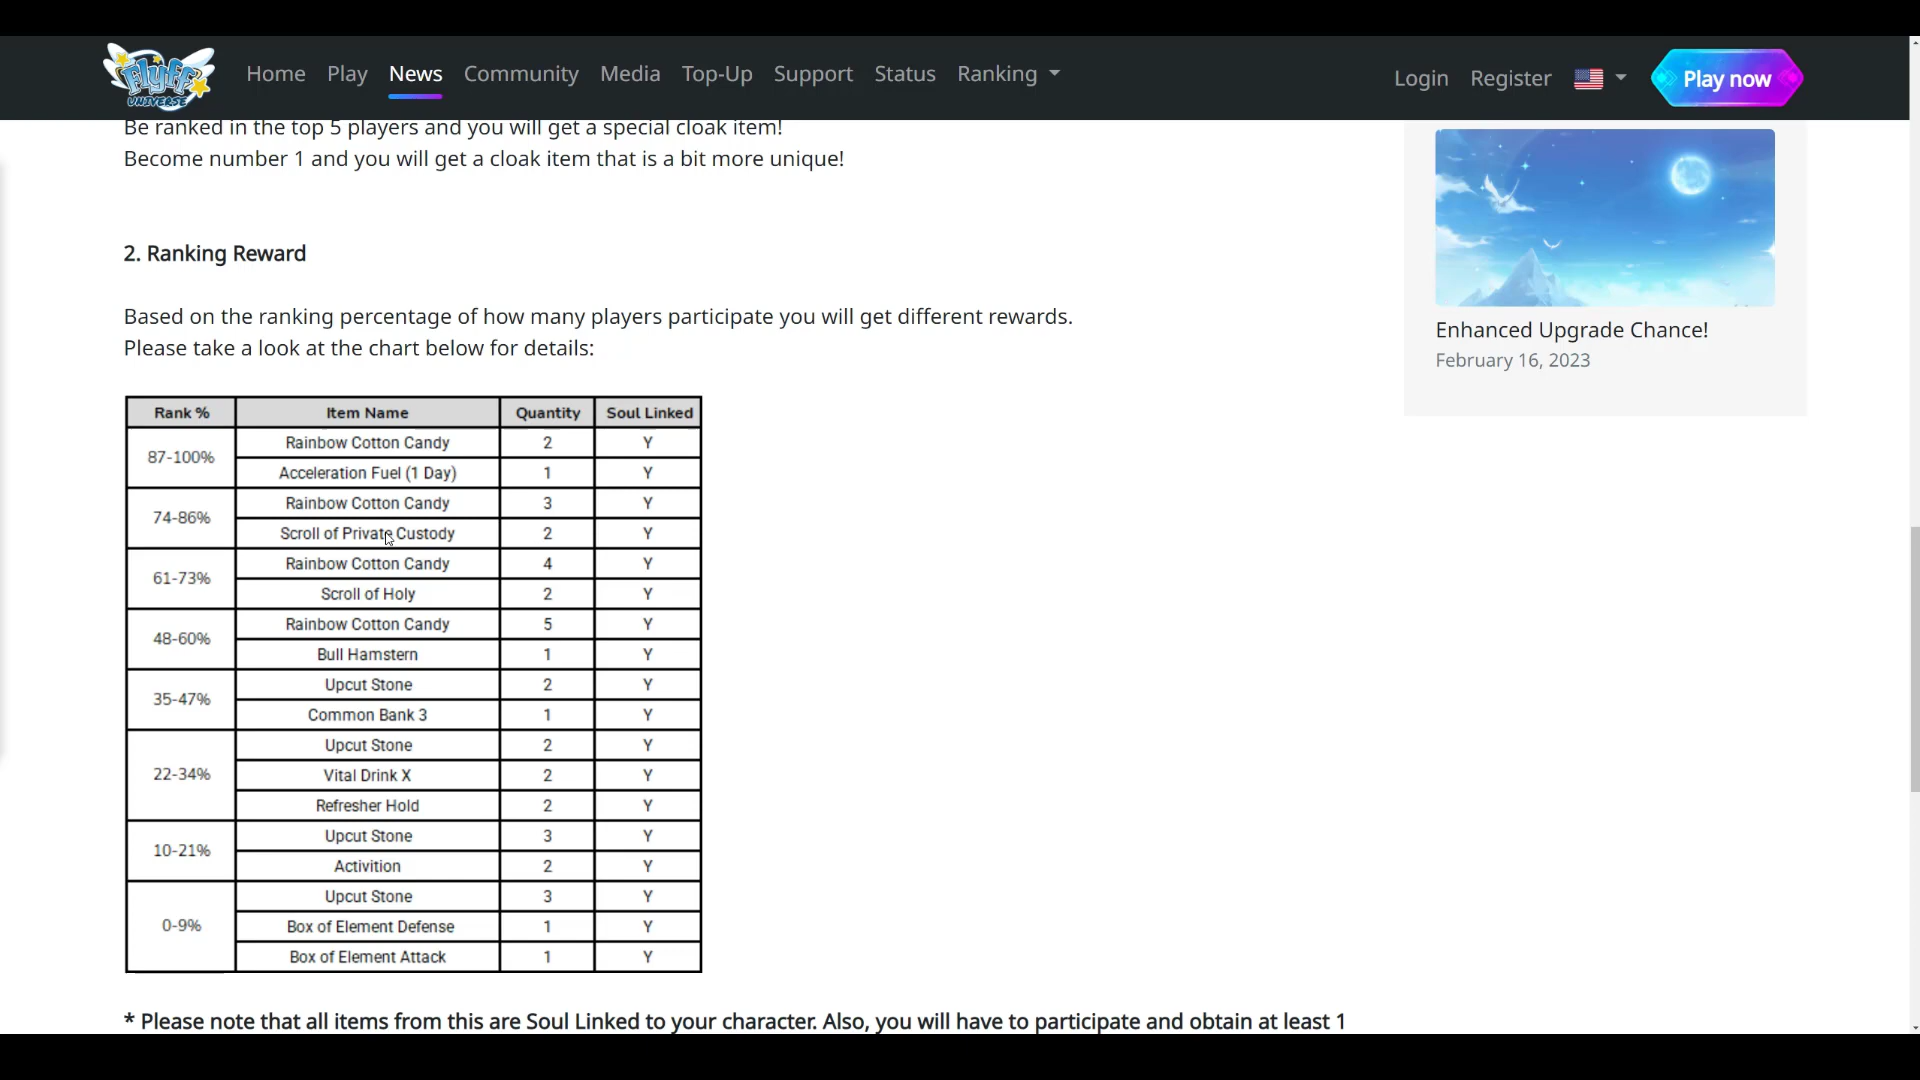 Flyff
UNIVERSE
Home Play News Community Media Top-Up Support Status Ranking
Login Register Play now
Be ranked in the top 5 players and you will get a special cloak item!
Become number 1 and you will get a cloak item that is a bit more unique!
2. Ranking Reward
Based on the ranking percentage of how many players participate you will get different rewards.
Please take a look at the chart below for details:
Rank % Item Name Quantity Soul Linked
87-100% Rainbow Cotton Candy 2 Y
Acceleration Fuel (1 Day) 1 Y
74-86% Rainbow Cotton Candy 3 Y
Scroll of Private Custody 2 Y
61-73% Rainbow Cotton Candy 4 Y
Scroll of Holy 2 Y
48-60% Rainbow Cotton Candy 5 Y
Bull Hamstern 1 Y
35-47% Upcut Stone 2 Y
Common Bank 3 1 Y
22-34% Upcut Stone 2 Y
Vital Drink X 2 Y
Refresher Hold 2 Y
10-21% Upcut Stone 3 Y
Activition 2 Y
0-9% Upcut Stone 3 Y
Box of Element Defense 1 Y
Box of Element Attack 1 Y
* Please note that all items from this are Soul Linked to your character. Also, you will have to participate and obtain at least 1
Enhanced Upgrade Chance!
February 16, 2023